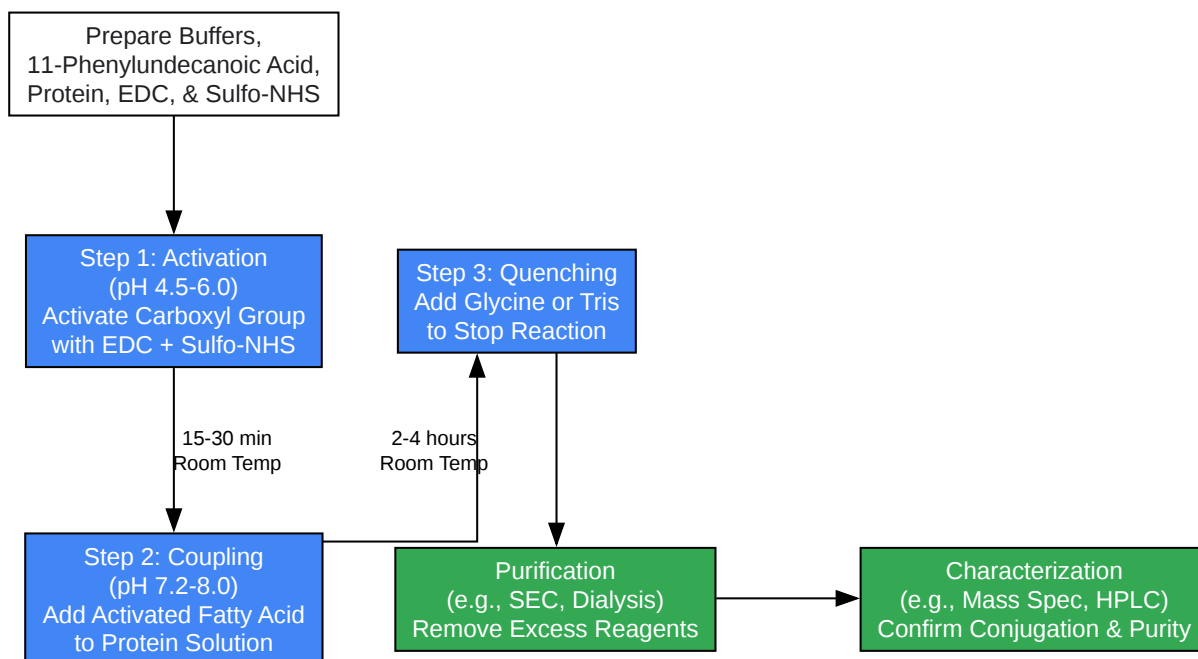 Prepare Buffers,
11-Phenylundecanoic Acid,
Protein, EDC, & Sulfo-NHS
Step 1: Activation
(pH 4.5-6.0)
Activate Carboxyl Group
with EDC + Sulfo-NHS
15-30 min
Room Temp
Step 2: Coupling
(pH 7.2-8.0)
Add Activated Fatty Acid
to Protein Solution
2-4 hours
Room Temp
Step 3: Quenching
Add Glycine or Tris
to Stop Reaction
Purification
(e.g., SEC, Dialysis)
Remove Excess Reagents
Characterization
(e.g., Mass Spec, HPLC)
Confirm Conjugation & Purity